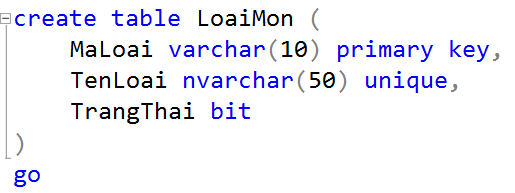 create table LoaiMon (
    MaLoai varchar(10) primary key,
    TenLoai nvarchar(50) unique,
    TrangThai bit
)
go